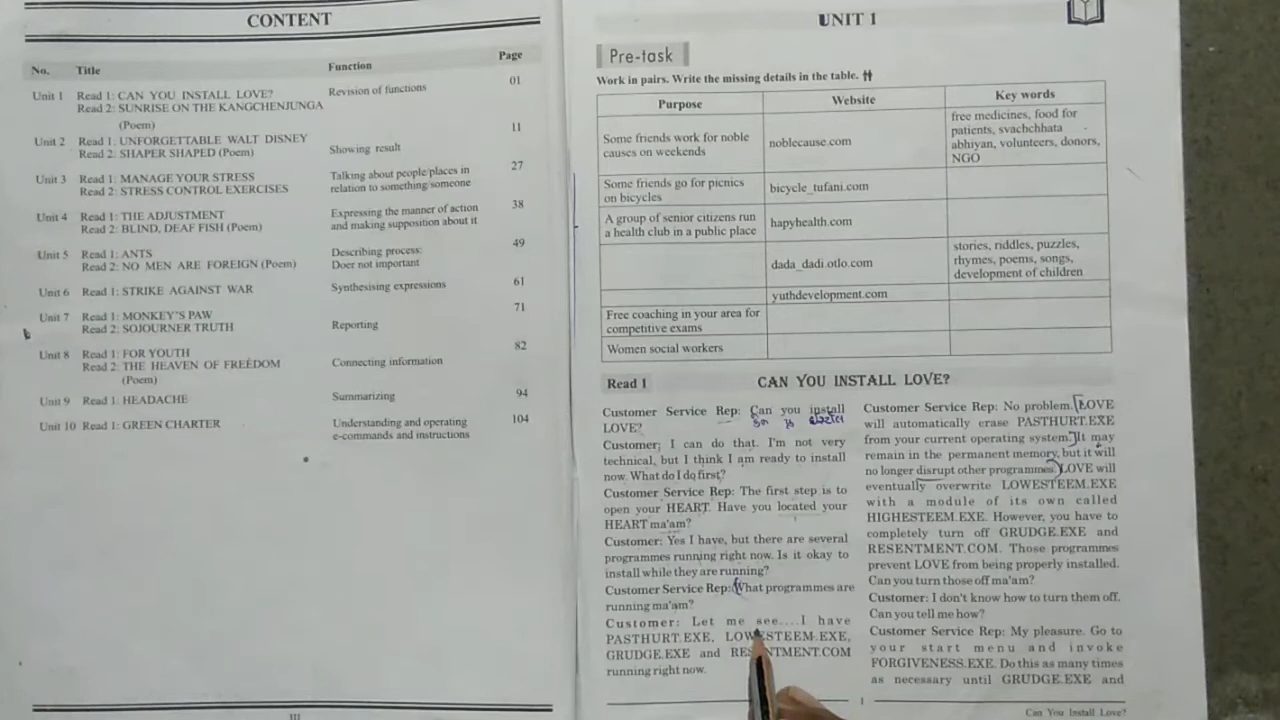 CONTENT
No. Title Function Page
Unit 1 Read 1: CAN YOU INSTALL LOVE? Revision of functions 01
Read 2: SUNRISE ON THE KANGCHENJUNGA
(Poem)
Unit 2 Read 1: UNFORGETTABLE WALT DISNEY 11
Read 2: SHAPER SHAPED (Poem) Showing result
Unit 3 Read 1: MANAGE YOUR STRESS Talking about people/places in 27
Read 2: STRESS CONTROL EXERCISES relation to something/someone
Unit 4 Read 1: THE ADJUSTMENT Expressing the manner of action 38
Read 2: BLIND, DEAF FISH (Poem) and making supposition about it
Unit 5 Read 1: ANTS Describing process: 49
Read 2: NO MEN ARE FOREIGN (Poem) Doer not important
Unit 6 Read 1: STRIKE AGAINST WAR Synthesising expressions 61
Unit 7 Read 1: MONKEY'S PAW 71
Read 2: SOJOURNER TRUTH Reporting
Unit 8 Read 1: FOR YOUTH 82
Read 2: THE HEAVEN OF FREEDOM Connecting information
(Poem)
Unit 9 Read 1: HEADACHE Summarizing 94
Unit 10 Read 1: GREEN CHARTER Understanding and operating 104
e-commands and instructions
III
UNIT 1
Pre-task
Work in pairs. Write the missing details in the table.
Purpose Website Key words
Some friends work for noble
causes on weekends
noblecause.com
free medicines, food for
patients, svachchhata
abhiyan, volunteers, donors,
NGO
Some friends go for picnics
on bicycles
bicycle_tufani.com
A group of senior citizens run
a health club in a public place
hapyhealth.com
dada_dadi.otlo.com
stories, riddles, puzzles,
rhymes, poems, songs,
development of children
yuthdevelopment.com
Free coaching in your area for
competitive exams
Women social workers
Read 1 CAN YOU INSTALL LOVE?
Customer Service Rep: Can you install
LOVE?
Customer: I can do that. I'm not very
technical, but I think I am ready to install
now. What do I do first?
Customer Service Rep: The first step is to
open your HEART. Have you located your
HEART ma'am?
Customer: Yes I have, but there are several
programmes running right now. Is it okay to
install while they are running?
Customer Service Rep: What programmes are
running ma'am?
Customer: Let me see....I have
PASTHURT.EXE, LOWESTEEM.EXE,
GRUDGE.EXE and RESENTMENT.COM
running right now.
Customer Service Rep: No problem. LOVE
will automatically erase PASTHURT.EXE
from your current operating system. It may
remain in the permanent memory, but it will
no longer disrupt other programmes. LOVE will
eventually overwrite LOWESTEEM.EXE
with a module of its own called
HIGHESTEEM.EXE. However, you have to
completely turn off GRUDGE.EXE and
RESENTMENT.COM. Those programmes
prevent LOVE from being properly installed.
Can you turn those off ma'am?
Customer: I don't know how to turn them off.
Can you tell me how?
Customer Service Rep: My pleasure. Go to
your start menu and invoke
FORGIVENESS.EXE. Do this as many times
as necessary until GRUDGE.EXE and
1
Can You Install Love?